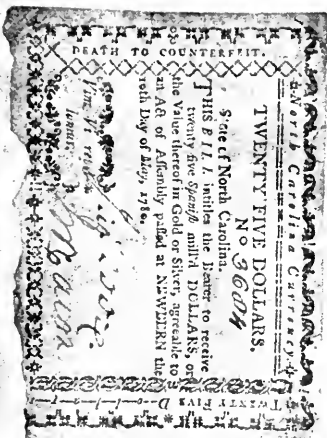 North Carolina Currency.
TWENTY FIVE DOLLARS.
No 3604
State of North Carolina.
THIS BILL intitles the Bearer to receive
twenty five Spanish mill'd DOLLARS, or
the Value thereof in Gold or Silver, agreeable to
an Act of Assembly passed at NEWBERN the
10th Day of May, 1780.
DEATH TO COUNTERFEIT.
TWENTY FIVE D-o-l-l-a-r-s